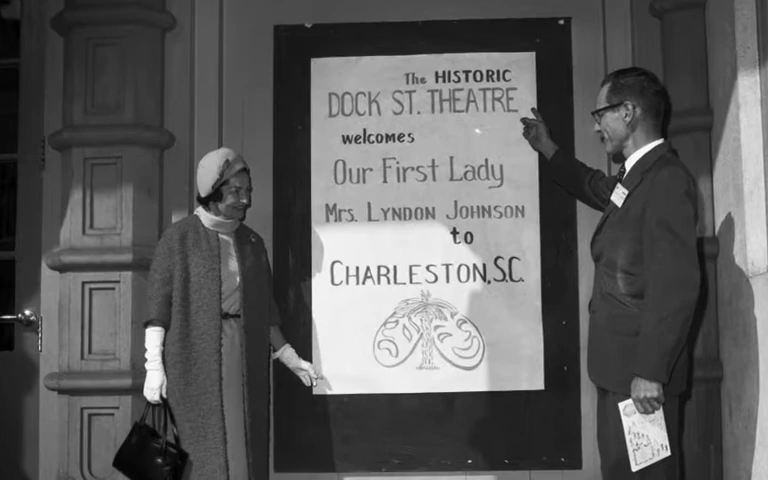 The HISTORIC
DOCK ST. THEATRE
welcomes
Our First Lady
Mrs. Lyndon Johnson
to
CHARLESTON, S.C.